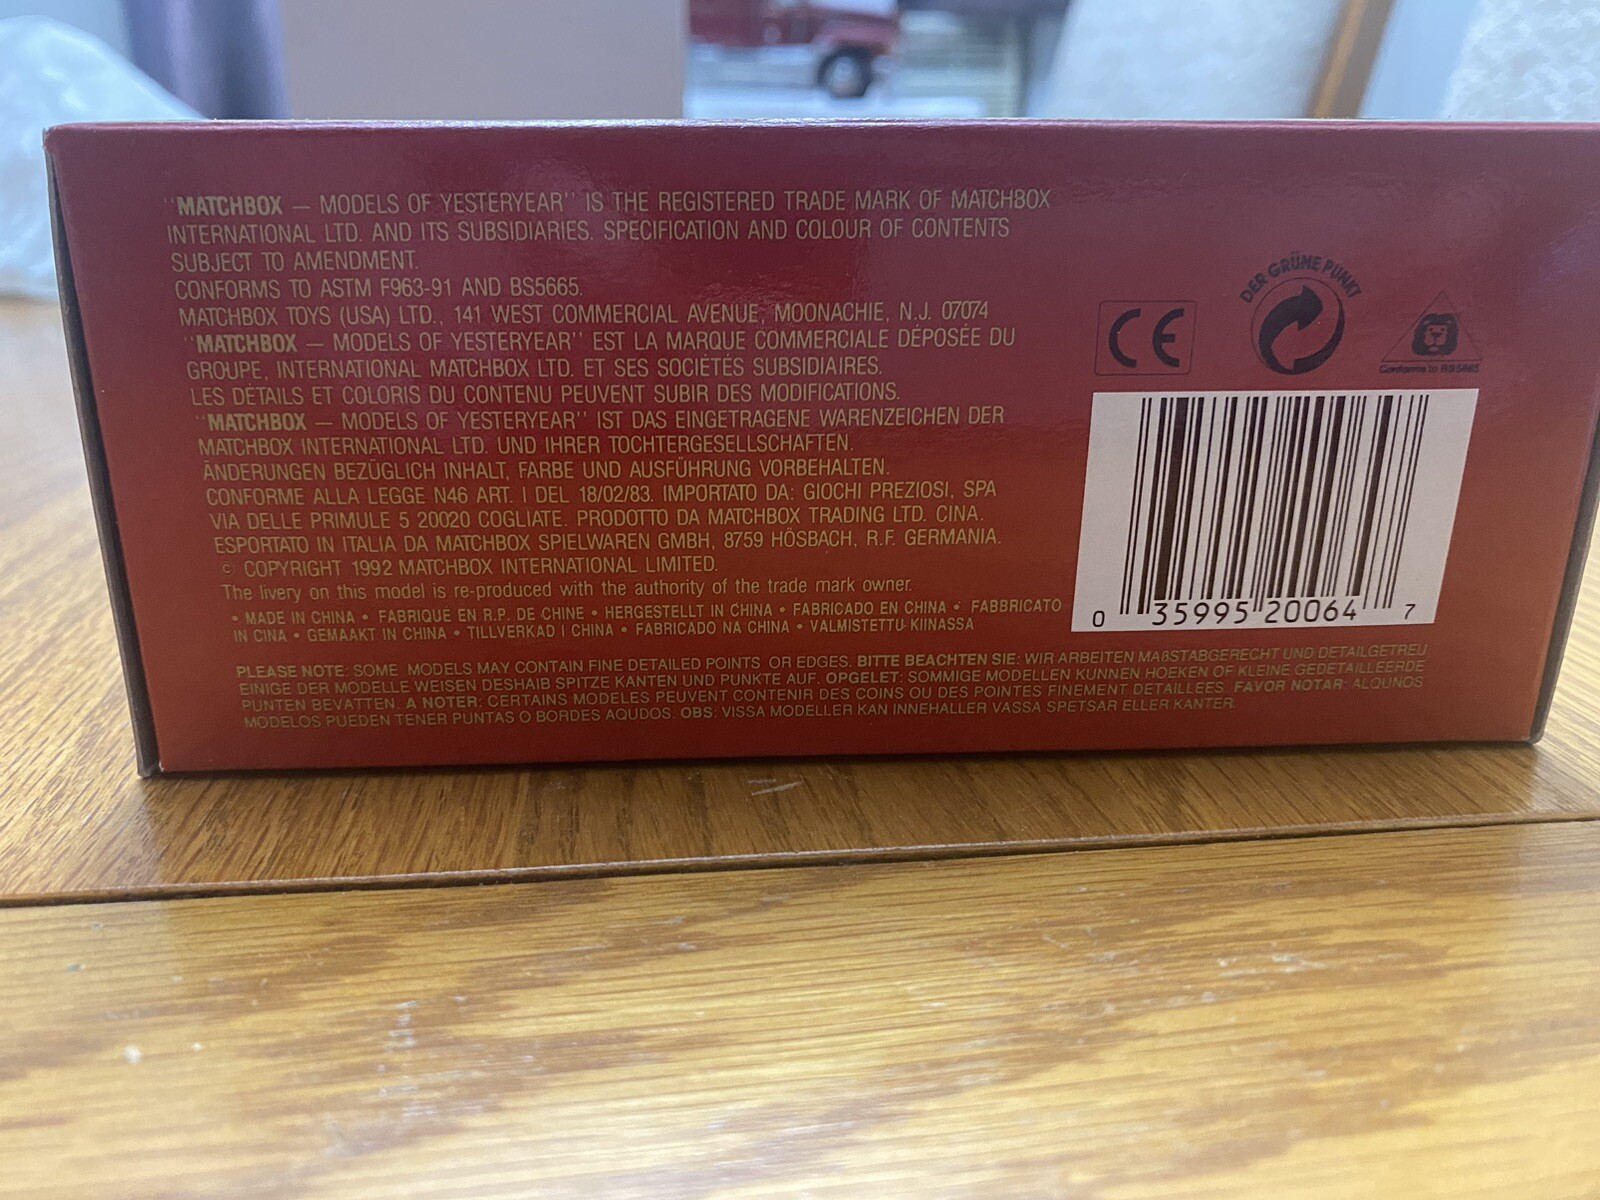 "MATCHBOX — MODELS OF YESTERYEAR" IS THE REGISTERED TRADE MARK OF MATCHBOX
INTERNATIONAL LTD. AND ITS SUBSIDIARIES. SPECIFICATION AND COLOUR OF CONTENTS
SUBJECT TO AMENDMENT.
CONFORMS TO ASTM F963-91 AND BS5665.
MATCHBOX TOYS (USA) LTD., 141 WEST COMMERCIAL AVENUE, MOONACHIE, N.J. 07074
"MATCHBOX — MODELS OF YESTERYEAR" EST LA MARQUE COMMERCIALE DÉPOSÉE DU
GROUPE, INTERNATIONAL MATCHBOX LTD. ET SES SOCIÉTÉS SUBSIDIAIRES.
LES DÉTAILS ET COLORIS DU CONTENU PEUVENT SUBIR DES MODIFICATIONS.
"MATCHBOX — MODELS OF YESTERYEAR" IST DAS EINGETRAGENE WARENZEICHEN DER
MATCHBOX INTERNATIONAL LTD. UND IHRER TOCHTERGESELLSCHAFTEN.
ÄNDERUNGEN BEZÜGLICH INHALT, FARBE UND AUSFÜHRUNG VORBEHALTEN.
CONFORME ALLA LEGGE N46 ART. I DEL 18/02/83. IMPORTATO DA: GIOCHI PREZIOSI, SPA
VIA DELLE PRIMULE 5 20020 COGLIATE. PRODOTTO DA MATCHBOX TRADING LTD. CINA.
ESPORTATO IN ITALIA DA MATCHBOX SPIELWAREN GMBH, 8759 HÖSBACH, R.F. GERMANIA.
© COPYRIGHT 1992 MATCHBOX INTERNATIONAL LIMITED.
The livery on this model is re-produced with the authority of the trade mark owner.
• MADE IN CHINA • FABRIQUÉ EN R.P. DE CHINE • HERGESTELLT IN CHINA • FABRICADO EN CHINA • FABBRICATO
IN CINA • GEMAAKT IN CHINA • TILLVERKAD I CHINA • FABRICADO NA CHINA • VALMISTETTU KIINASSA
PLEASE NOTE: SOME MODELS MAY CONTAIN FINE DETAILED POINTS OR EDGES. BITTE BEACHTEN SIE: WIR ARBEITEN MAßSTABGERECHT UND DETAILGETREU
EINIGE DER MODELLE WEISEN DESHAIB SPITZE KANTEN UND PUNKTE AUF. OPGELET: SOMMIGE MODELLEN KUNNEN HOEKEN OF KLEINE GEDETAILLEERDE
PUNTEN BEVATTEN. A NOTER: CERTAINS MODELES PEUVENT CONTENIR DES COINS OU DES POINTES FINEMENT DETAILLEES. FAVOR NOTAR: ALQUNOS
MODELOS PUEDEN TENER PUNTAS O BORDES AQUDOS. OBS: VISSA MODELLER KAN INNEHALLER VASSA SPETSAR ELLER KANTER.
CE
DER GRÜNE PUNKT
Conforms to BS5665
0 35995 20064 7